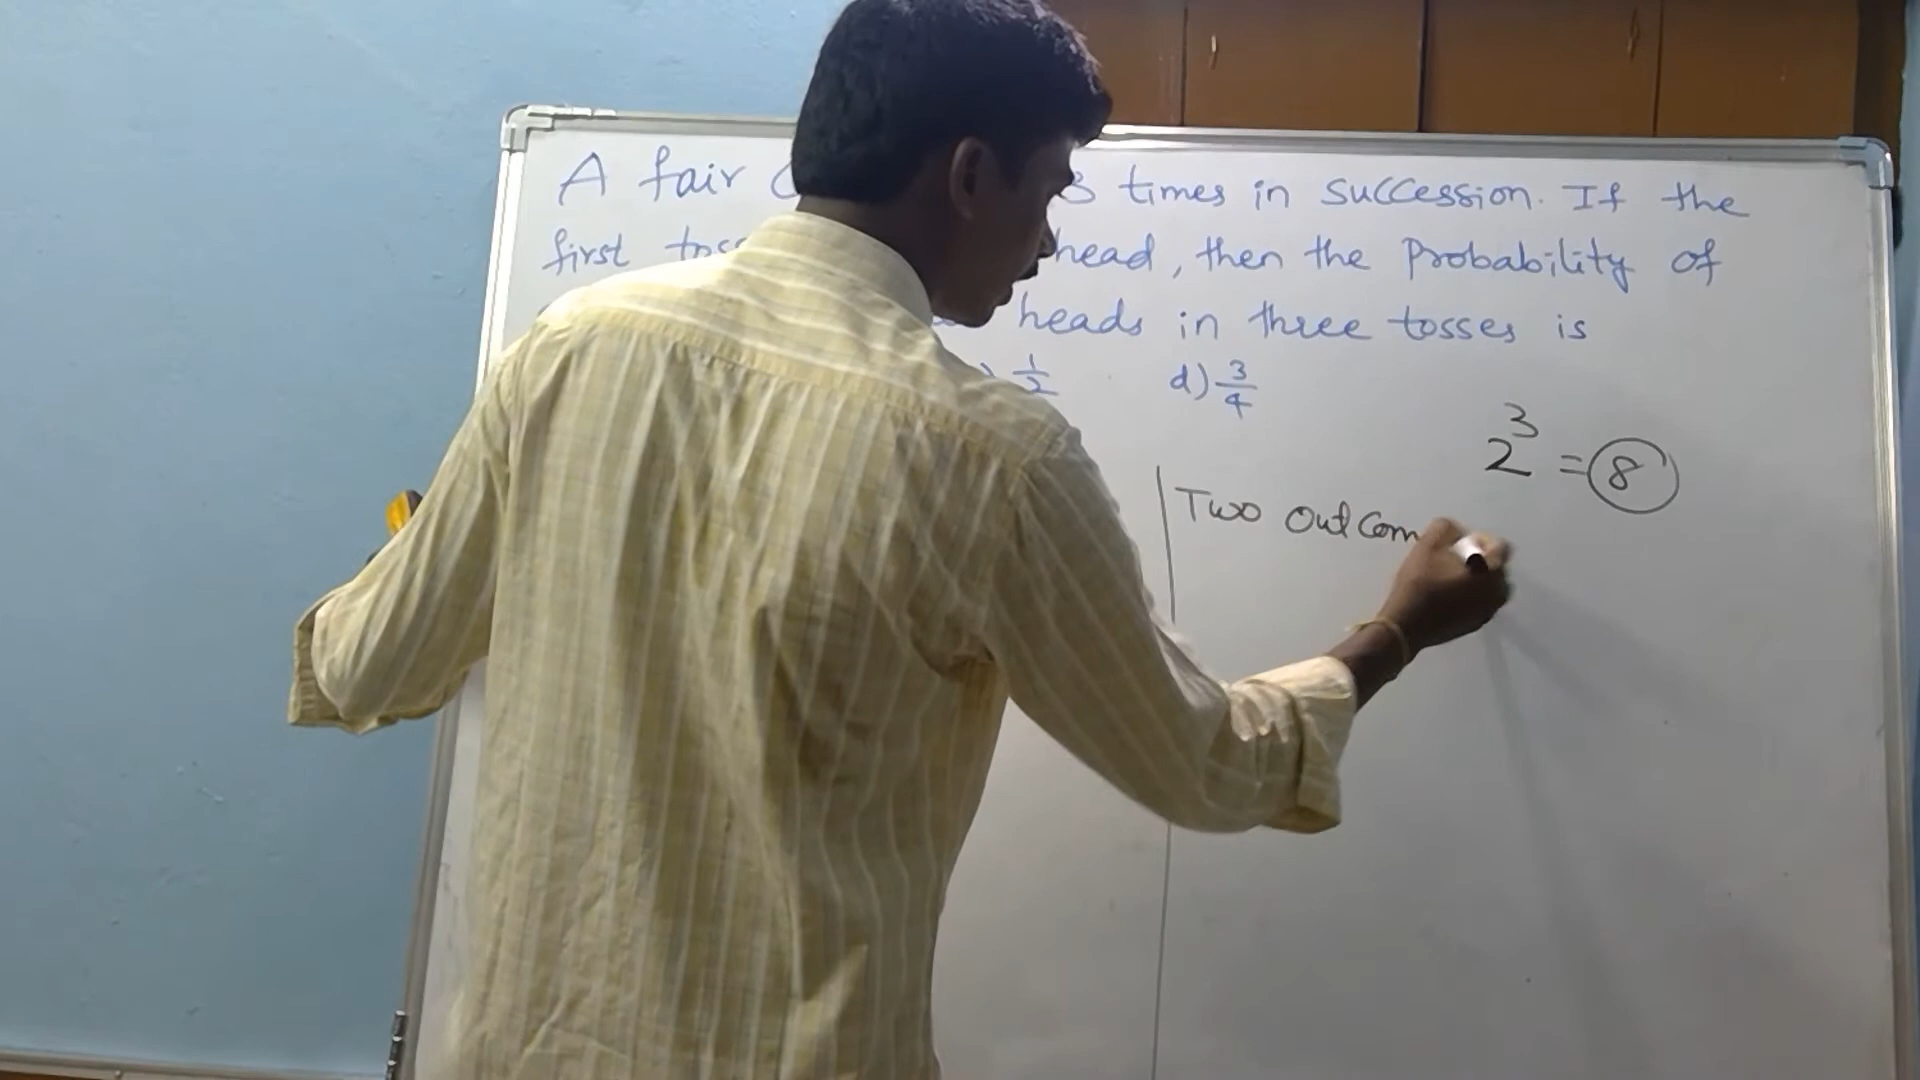 A fair 3 times in succession. If the
first head, then the Probability of
heads in three tosses is
1/2 d) 3/4
2^3 = 8
Two outcom